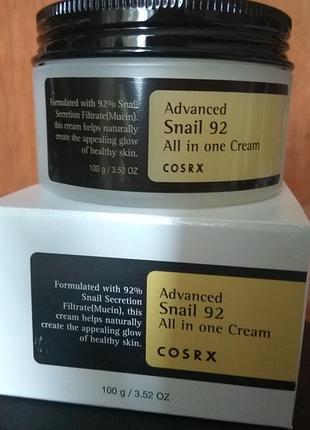 Formulated with 92% Snail
Secretion Filtrate(Mucin), this
cream helps naturally
create the appealing glow
of healthy skin.
100 g / 3.52 OZ
Advanced
Snail 92
All in one Cream
COSRX
Formulated with 92%
Snail Secretion
Filtrate(Mucin), this
cream helps naturally
create the appealing glow
of healthy skin.
100 g / 3.52 OZ
Advanced
Snail 92
All in one Cream
COSRX